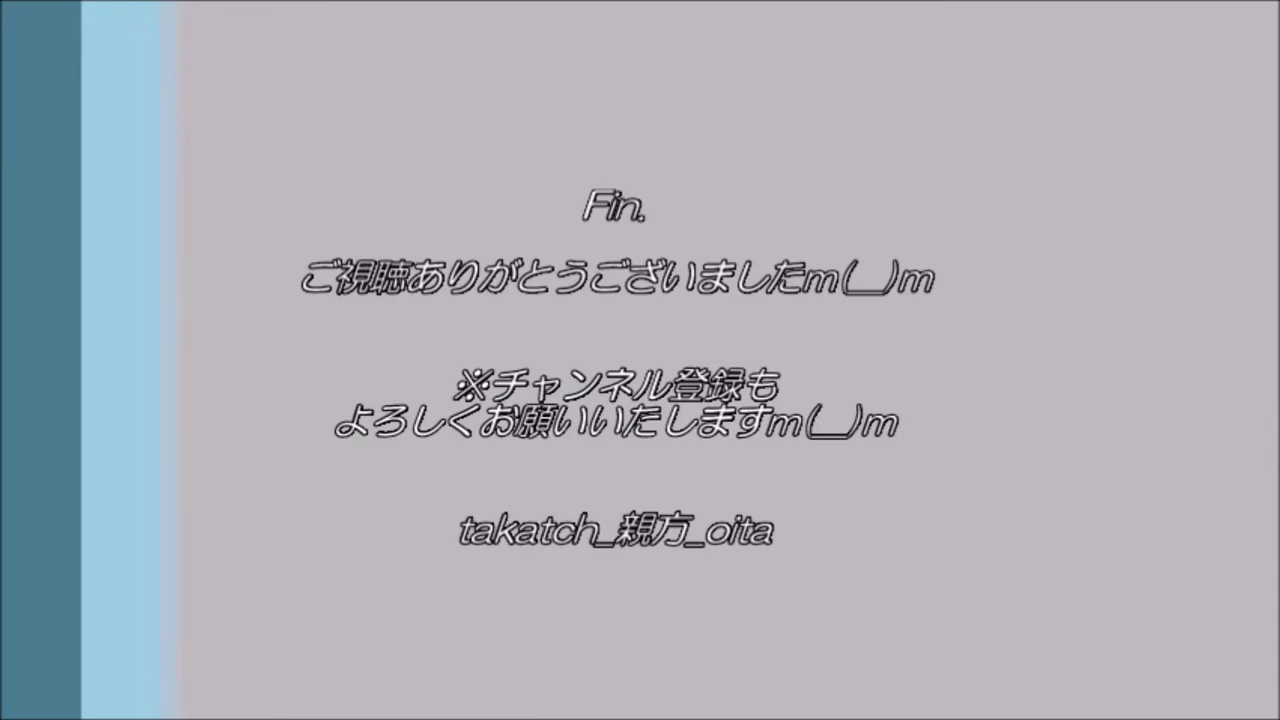 Fin.
ご視聴ありがとうございましたm(__)m
※チャンネル登録も
よろしくお願いいたしますm(__)m
takatch_親方_oita